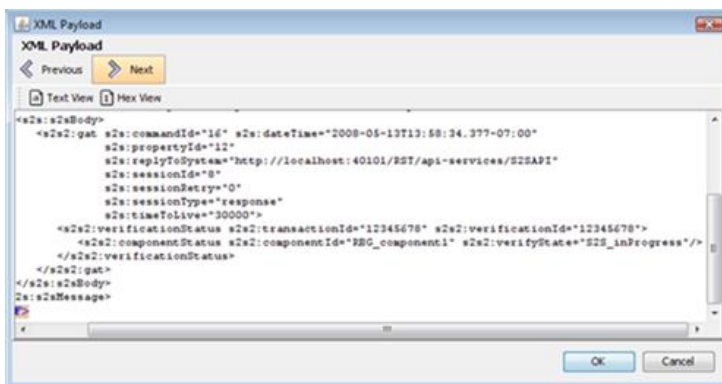 XML Payload
XML Payload
Previous Next
Text View Hex View
<s2s:s2sBody>
<s2s2:gat s2s:commandId="16" s2s:dateTime="2008-05-13T13:58:34.377-07:00"
s2s:propertyId="12"
s2s:replyToSystem="http://localhost:40101/RST/api-services/S2SAPI"
s2s:sessionId="8"
s2s:sessionRetry="0"
s2s:sessionType="response"
s2s:timeToLive="30000">
<s2s2:verificationStatus s2s2:transactionId="12345678" s2s2:verificationId="12345678">
<s2s2:componentStatus s2s2:componentId="REG_component1" s2s2:verifyState="S2S_inProgress"/>
</s2s2:verificationStatus>
</s2s2:gat>
</s2s:s2sBody>
2s:s2sMessage>
OK Cancel